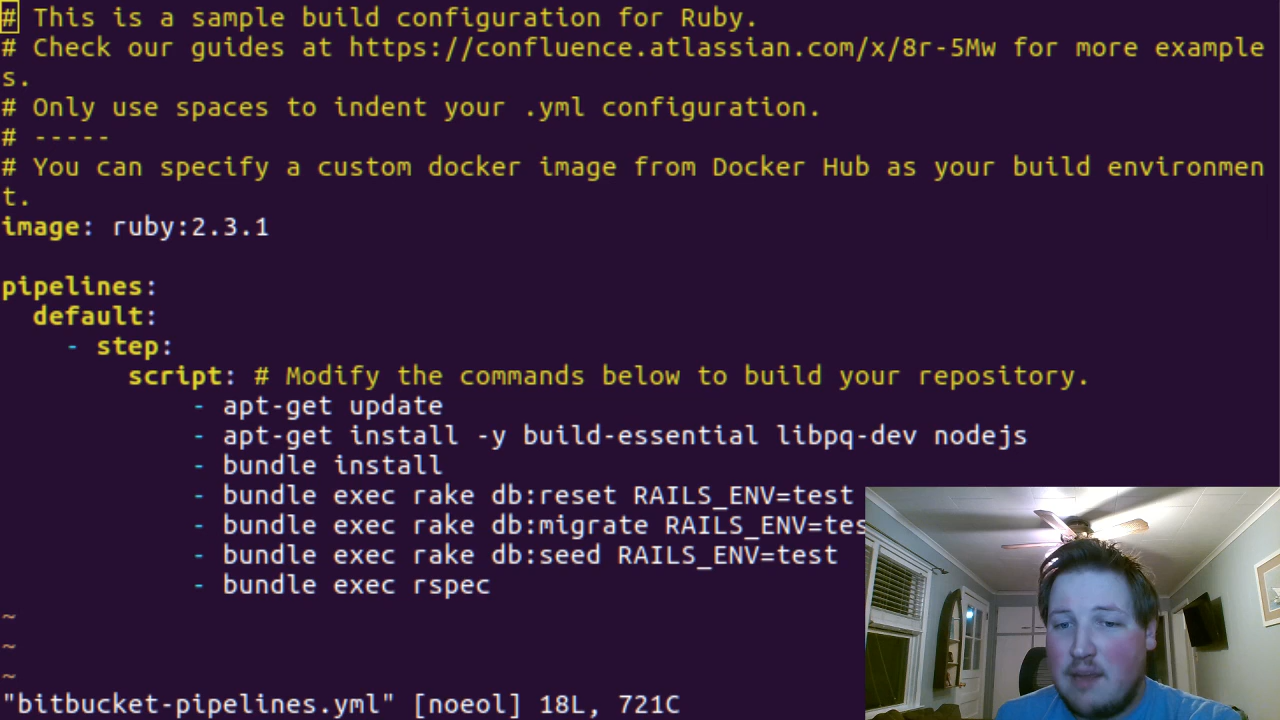 # This is a sample build configuration for Ruby.
# Check our guides at https://confluence.atlassian.com/x/8r-5Mw for more example
s.
# Only use spaces to indent your .yml configuration.
# -----
# You can specify a custom docker image from Docker Hub as your build environmen
t.
image: ruby:2.3.1
pipelines:
default:
- step:
script: # Modify the commands below to build your repository.
- apt-get update
- apt-get install -y build-essential libpq-dev nodejs
- bundle install
- bundle exec rake db:reset RAILS_ENV=test
- bundle exec rake db:migrate RAILS_ENV=tes
- bundle exec rake db:seed RAILS_ENV=test
- bundle exec rspec
~
~
~
"bitbucket-pipelines.yml" [noeol] 18L, 721C